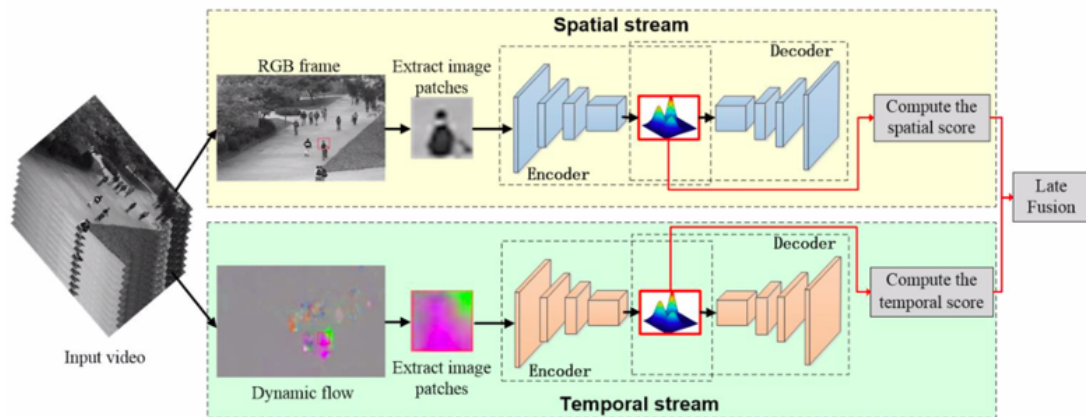 Spatial stream
RGB frame
Extract image
patches
Encoder
Decoder
Compute the
spatial score
Late
Fusion
Input video
Dynamic flow
Extract image
patches
Encoder
Decoder
Compute the
temporal score
Temporal stream